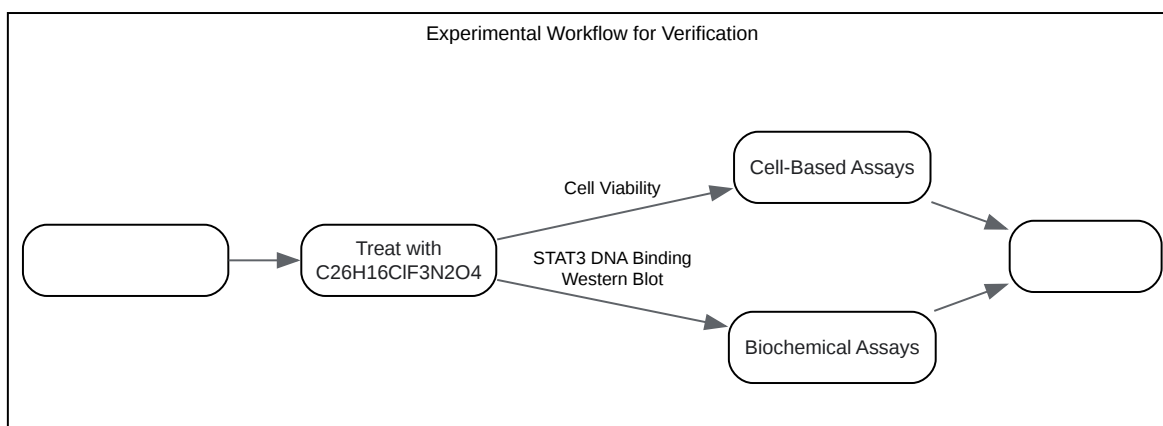 Experimental Workflow for Verification
Treat with
C26H16ClF3N2O4
Cell Viability
STAT3 DNA Binding
Western Blot
Cell-Based Assays
Biochemical Assays